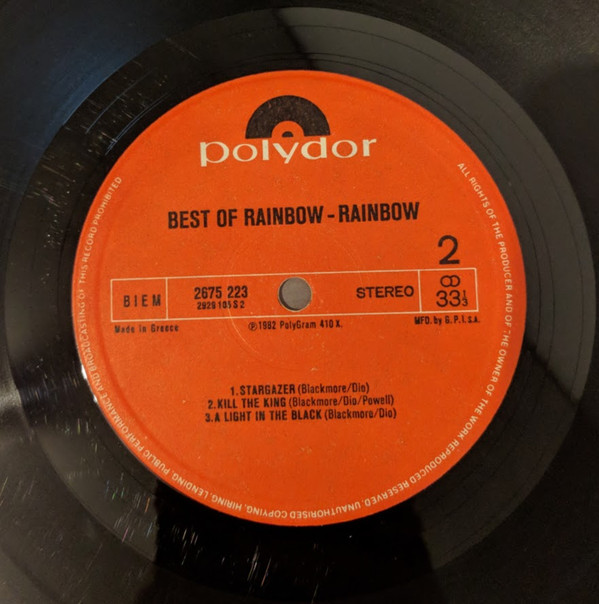 polydor
BEST OF RAINBOW - RAINBOW
2
BIEM
2675 223
2929 101 S 2
STEREO
33 1/3
Made in Greece
℗1982 PolyGram 410 X.
MFD. by G. P. I. s.a.
1. STARGAZER (Blackmore/Dio)
2. KILL THE KING (Blackmore/Dio/Powell)
3. A LIGHT IN THE BLACK (Blackmore/Dio)
ALL RIGHTS OF THE PRODUCER AND OF THE OWNER OF THE WORK REPRODUCED RESERVED. UNAUTHORISED COPYING, HIRING, LENDING, PUBLIC PERFORMANCE AND BROADCASTING OF THIS RECORD PROHIBITED